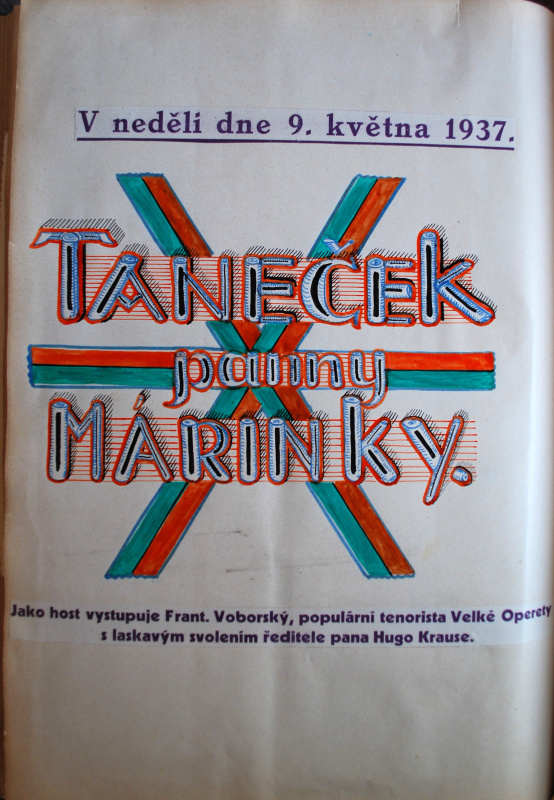 V neděli dne 9. května 1937.
TANEČEK
panny
MÁRINKY.
Jako host vystupuje Frant. Voborský, populární tenorista Velké Operety
s laskavým svolením ředitele pana Hugo Krause.